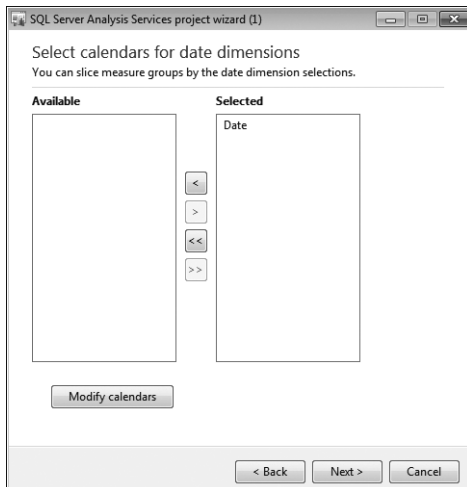 SQL Server Analysis Services project wizard (1)
Select calendars for date dimensions
You can slice measure groups by the date dimension selections.
Available
Selected
Date
<
>
<<
>>
Modify calendars
< Back
Next >
Cancel